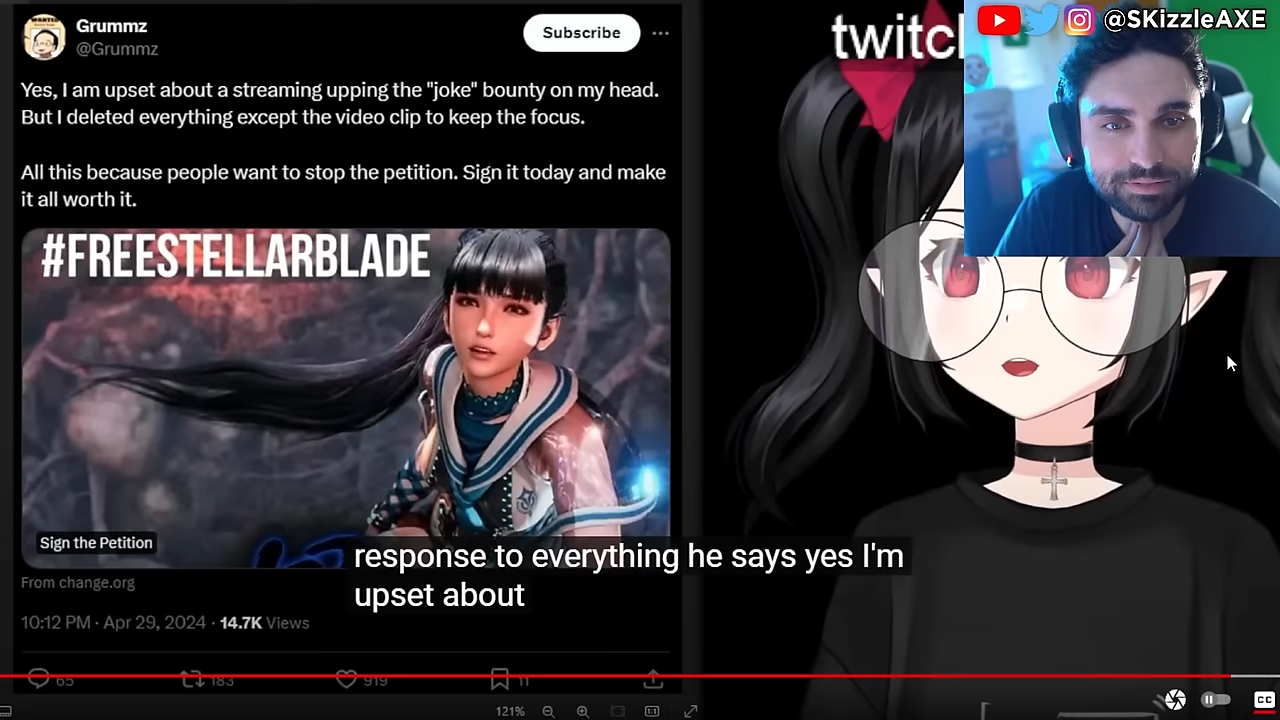 Grummz
@Grummz
Subscribe
@SKizzleAXE
Yes, I am upset about a streaming upping the "joke" bounty on my head.
But I deleted everything except the video clip to keep the focus.
All this because people want to stop the petition. Sign it today and make
it all worth it.
#FREESTELLARBLADE
Sign the Petition
From change.org
10:12 PM · Apr 29, 2024 · 14.7K Views
65
183
919
11
response to everything he says yes I'm
upset about
121%
1:1
CC